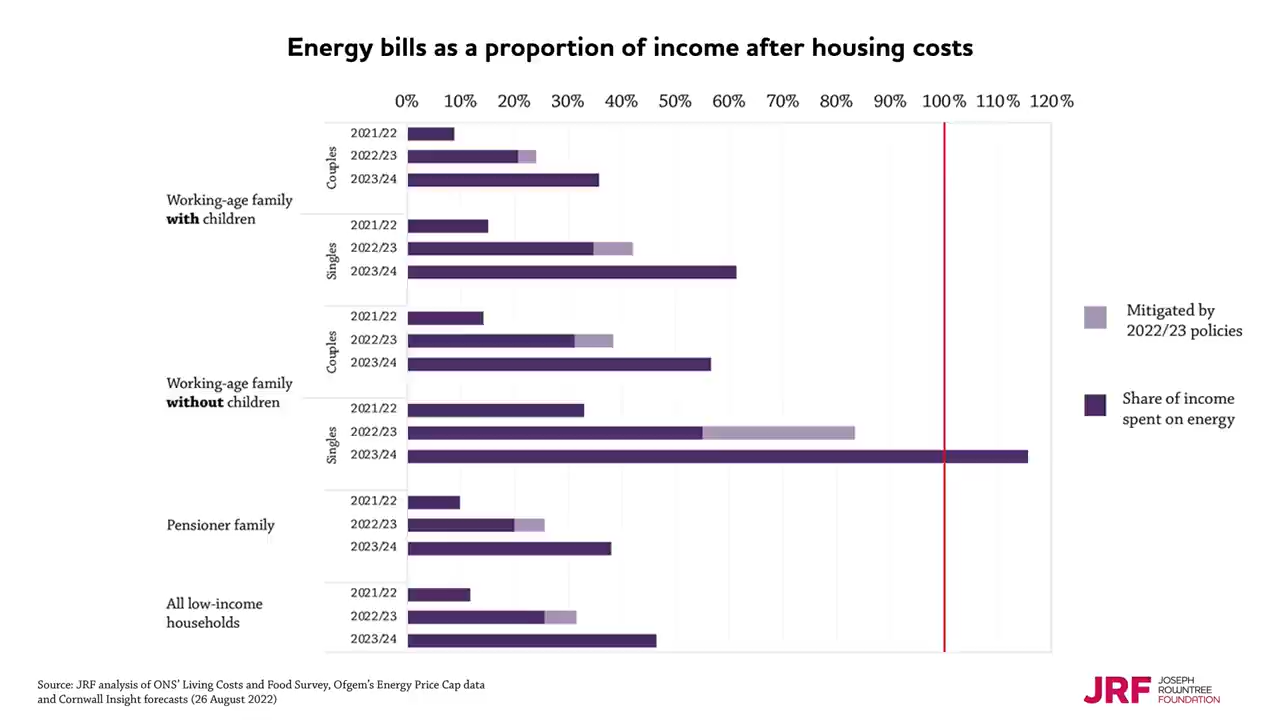 Energy bills as a proportion of income after housing costs
0% 10% 20% 30% 40% 50% 60% 70% 80% 90% 100% 110% 120%
Working-age family
with children
Couples
2021/22
2022/23
2023/24
Singles
2021/22
2022/23
2023/24
Working-age family
without children
Couples
2021/22
2022/23
2023/24
Singles
2021/22
2022/23
2023/24
Pensioner family
2021/22
2022/23
2023/24
All low-income
households
2021/22
2022/23
2023/24
Mitigated by
2022/23 policies
Share of income
spent on energy
Source: JRF analysis of ONS' Living Costs and Food Survey, Ofgem's Energy Price Cap data
and Cornwall Insight forecasts (26 August 2022)
JRF
JOSEPH
ROWNTREE
FOUNDATION